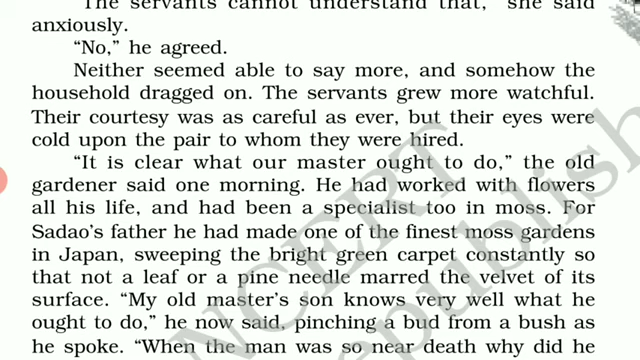 "The servants cannot understand that," she said
anxiously.
"No," he agreed.
Neither seemed able to say more, and somehow the
household dragged on. The servants grew more watchful.
Their courtesy was as careful as ever, but their eyes were
cold upon the pair to whom they were hired.
"It is clear what our master ought to do," the old
gardener said one morning. He had worked with flowers
all his life, and had been a specialist too in moss. For
Sadao's father he had made one of the finest moss gardens
in Japan, sweeping the bright green carpet constantly so
that not a leaf or a pine needle marred the velvet of its
surface. "My old master's son knows very well what he
ought to do," he now said, pinching a bud from a bush as
he spoke. "When the man was so near death why did he
NCERT
republish